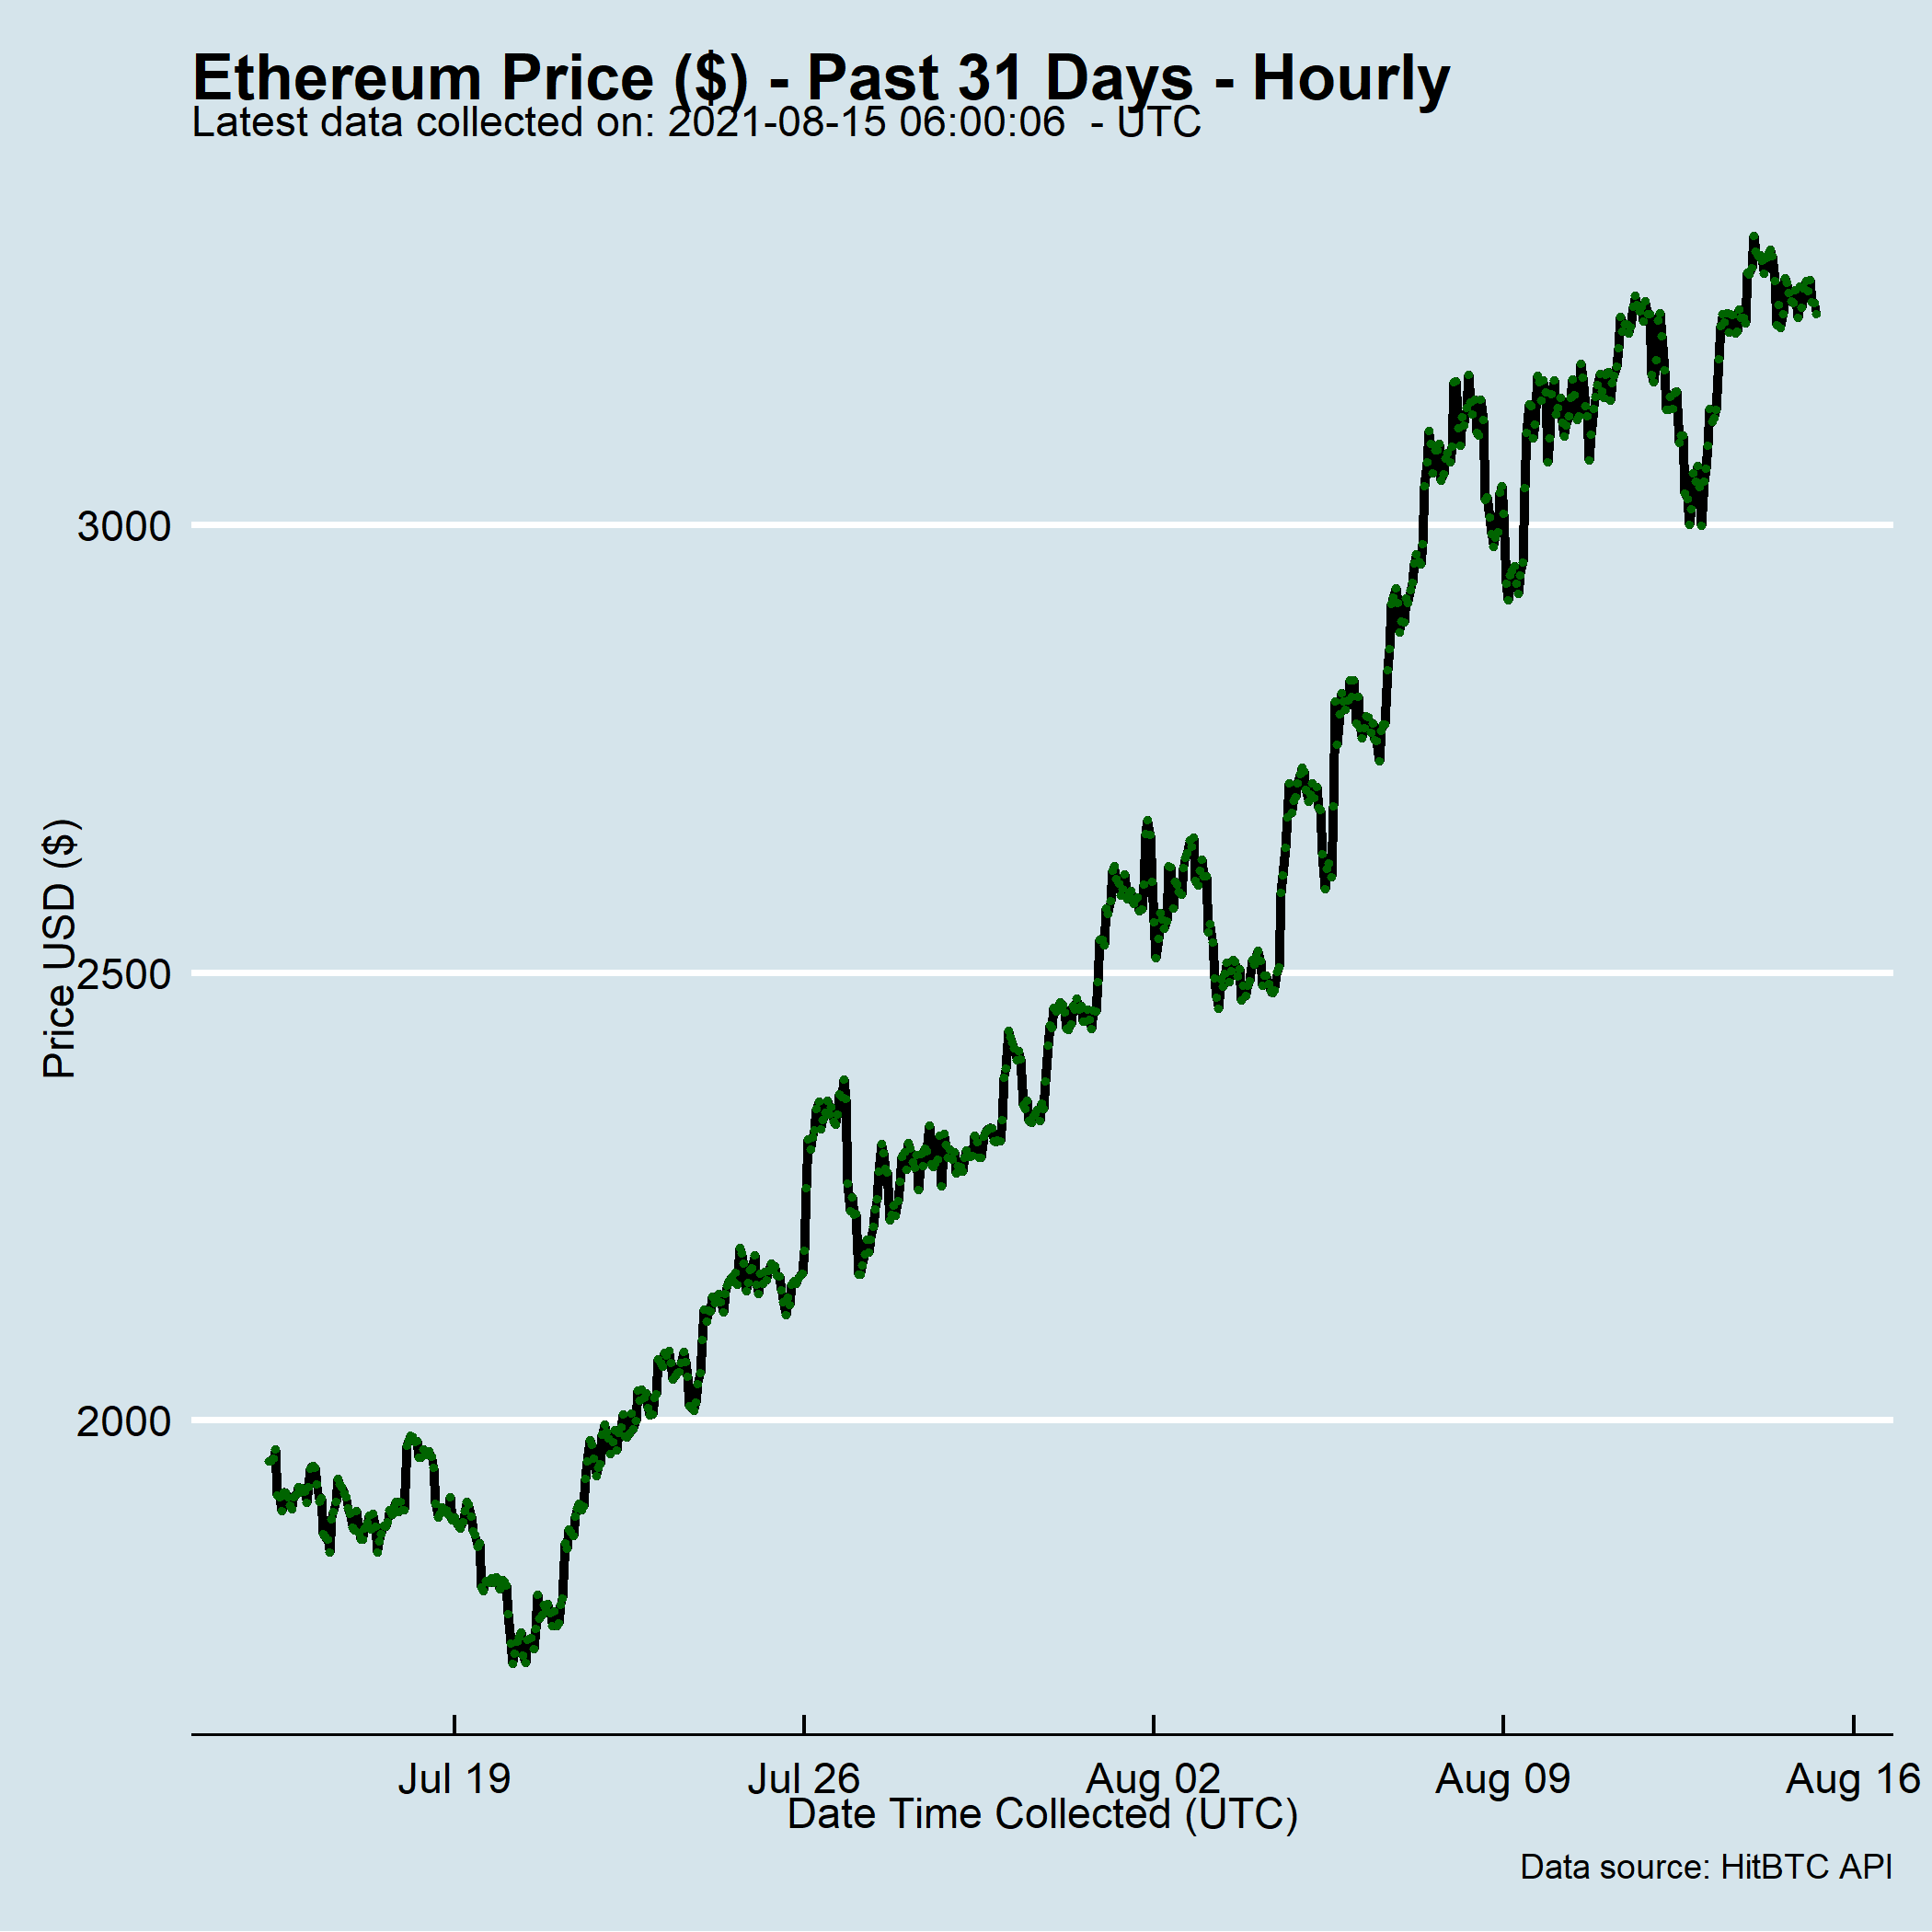 Ethereum Price ($) - Past 31 Days - Hourly
Latest data collected on: 2021-08-15 06:00:06  - UTC
Price USD ($)
3000
2500
2000
Jul 19
Jul 26
Aug 02
Aug 09
Aug 16
Date Time Collected (UTC)
Data source: HitBTC API